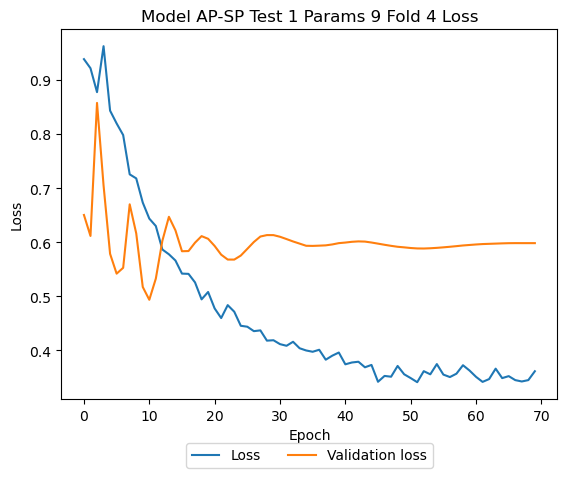 Model AP-SP Test 1 Params 9 Fold 4 Loss
Loss
0.9
0.8
0.7
0.6
0.5
0.4
0 10 20 30 40 50 60 70
Epoch
Loss Validation loss